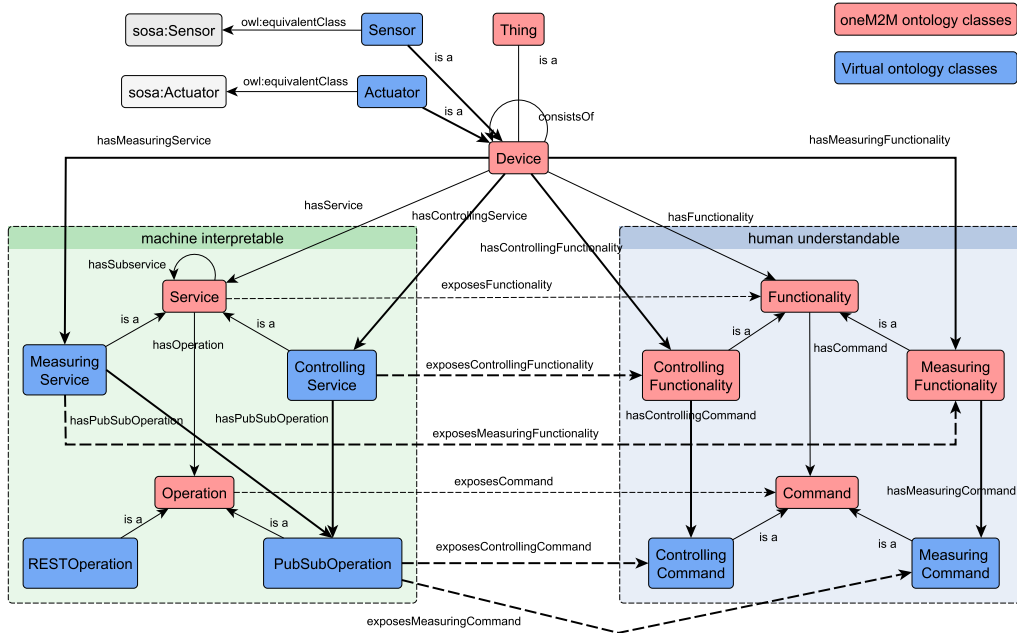 sosa:Sensor
owl:equivalentClass
Sensor
Thing
oneM2M ontology classes
is a
is a
Virtual ontology classes
sosa:Actuator
owl:equivalentClass
Actuator
is a
consistsOf
hasMeasuringService
Device
hasMeasuringFunctionality
hasService
hasControllingService
hasFunctionality
machine interpretable
hasControllingFunctionality
human understandable
hasSubservice
Service
exposesFunctionality
Functionality
is a
is a
is a
is a
hasOperation
hasCommand
Measuring
Service
Controlling
Service
exposesControllingFunctionality
Controlling
Functionality
Measuring
Functionality
hasPubSubOperation
hasPubSubOperation
hasControllingCommand
exposesMeasuringFunctionality
Operation
exposesCommand
Command
hasMeasuringCommand
is a
is a
is a
is a
RESTOperation
PubSubOperation
exposesControllingCommand
Controlling
Command
Measuring
Command
exposesMeasuringCommand